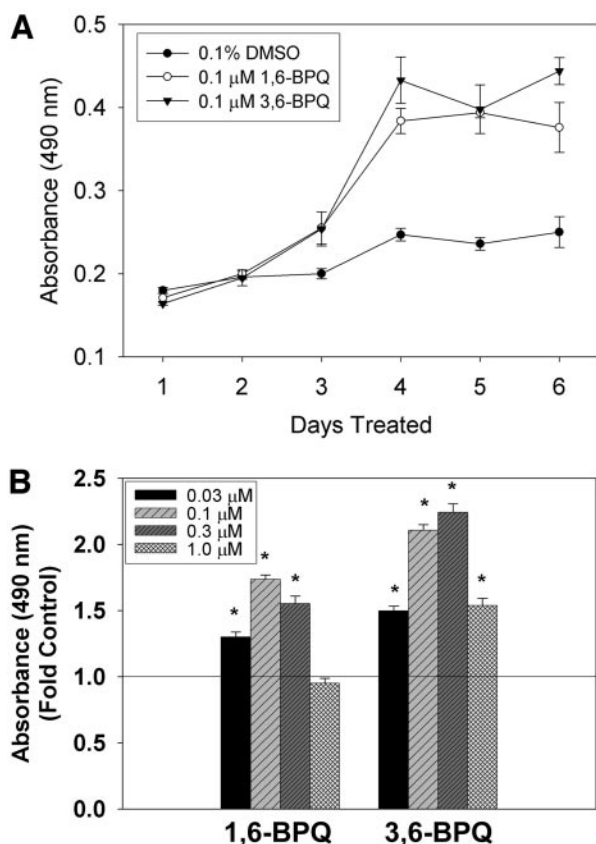 A
0.5
0.4
0.3
0.2
0.1
Absorbance (490 nm)
0.1% DMSO
0.1 μM 1,6-BPQ
0.1 μM 3,6-BPQ
1 2 3 4 5 6
Days Treated
B
2.5
2.0
1.5
1.0
0.5
0.0
Absorbance (490 nm)
(Fold Control)
0.03 μM
0.1 μM
0.3 μM
1.0 μM
* * *
* * * *
1,6-BPQ 3,6-BPQ